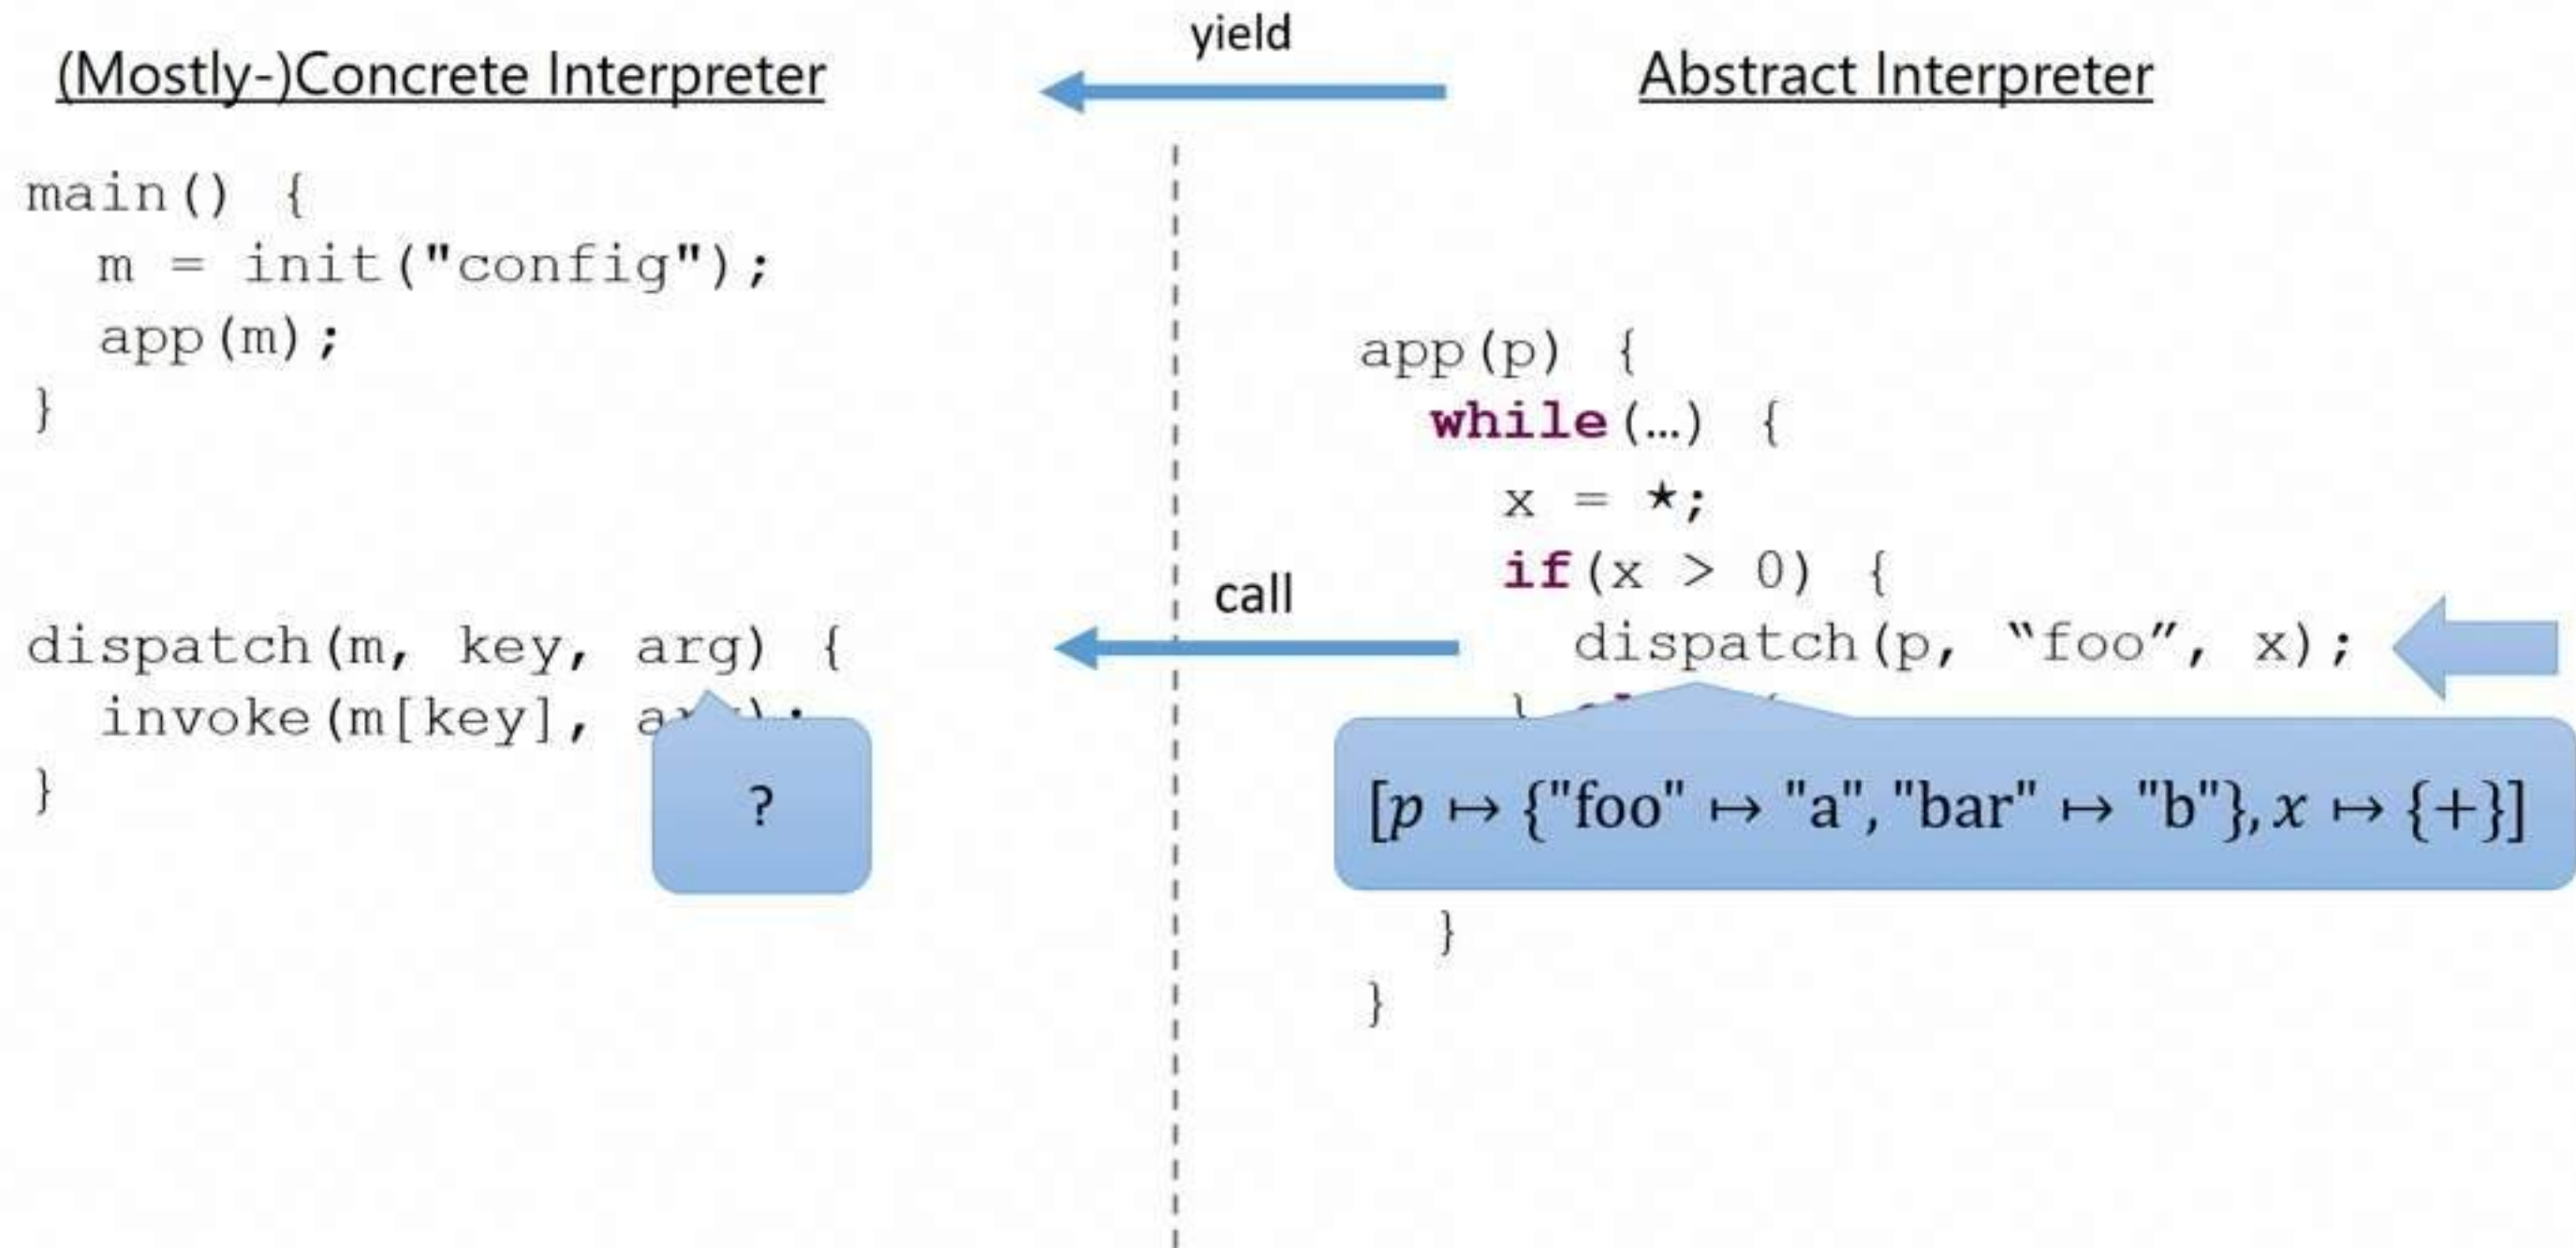 yield
(Mostly-)Concrete Interpreter
Abstract Interpreter
main() {
m = init("config");
app(m);
}
dispatch(m, key, arg) {
invoke(m[key],
}
?
call
app(p) {
while(…) {
x = ★;
if(x > 0) {
dispatch(p, “foo”, x);
[p ↦ {"foo" ↦ "a", "bar" ↦ "b"}, x ↦ {+}]
}
}